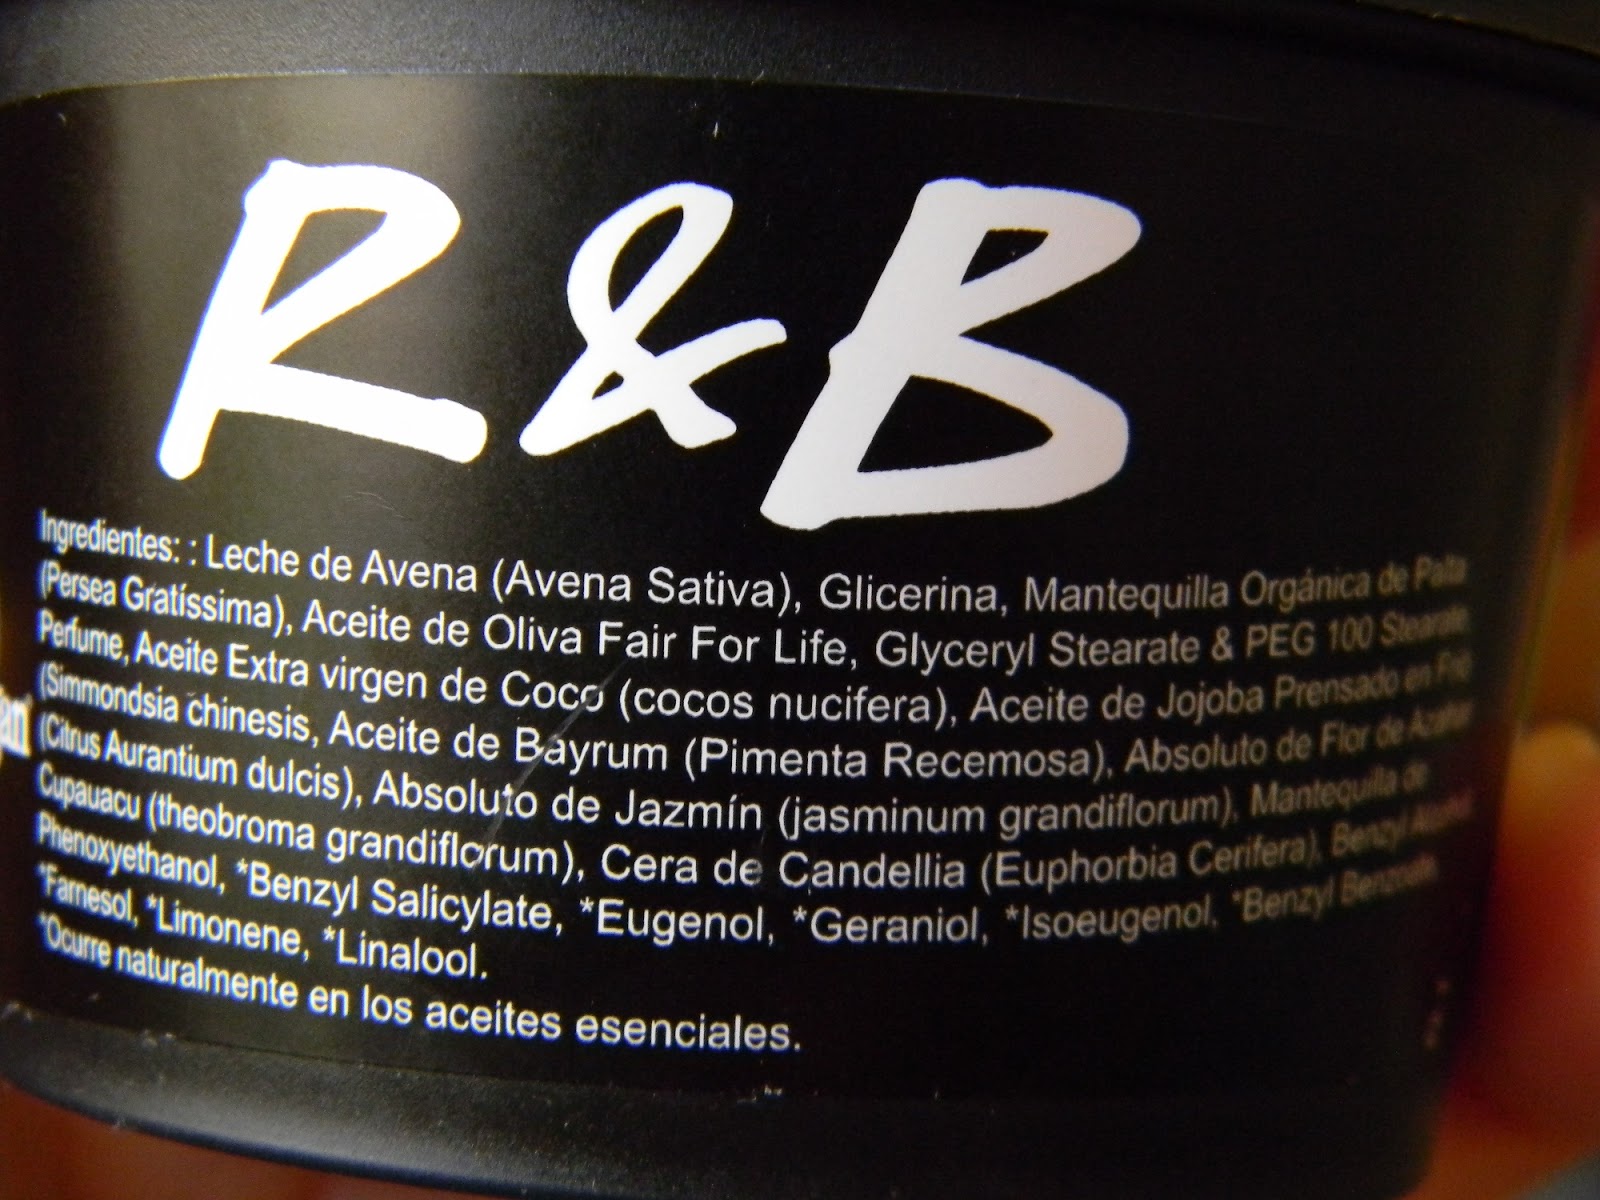 R&B
Ingredientes: : Leche de Avena (Avena Sativa), Glicerina, Mantequilla Orgánica de Palta
(Persea Gratíssima), Aceite de Oliva Fair For Life, Glyceryl Stearate & PEG 100 Stearate,
Perfume, Aceite Extra virgen de Coco (cocos nucifera), Aceite de Jojoba Prensado en Frío
(Simmondsia chinesis, Aceite de Bayrum (Pimenta Recemosa), Absoluto de Flor de Azahar
(Citrus Aurantium dulcis), Absoluto de Jazmín (jasminum grandiflorum), Mantequilla de
Cupauacu (theobroma grandiflorum), Cera de Candellia (Euphorbia Cerifera), Benzyl Alcohol,
Phenoxyethanol, *Benzyl Salicylate, *Eugenol, *Geraniol, *Isoeugenol, *Benzyl Benzoate,
*Farnesol, *Limonene, *Linalool.
*Ocurre naturalmente en los aceites esenciales.